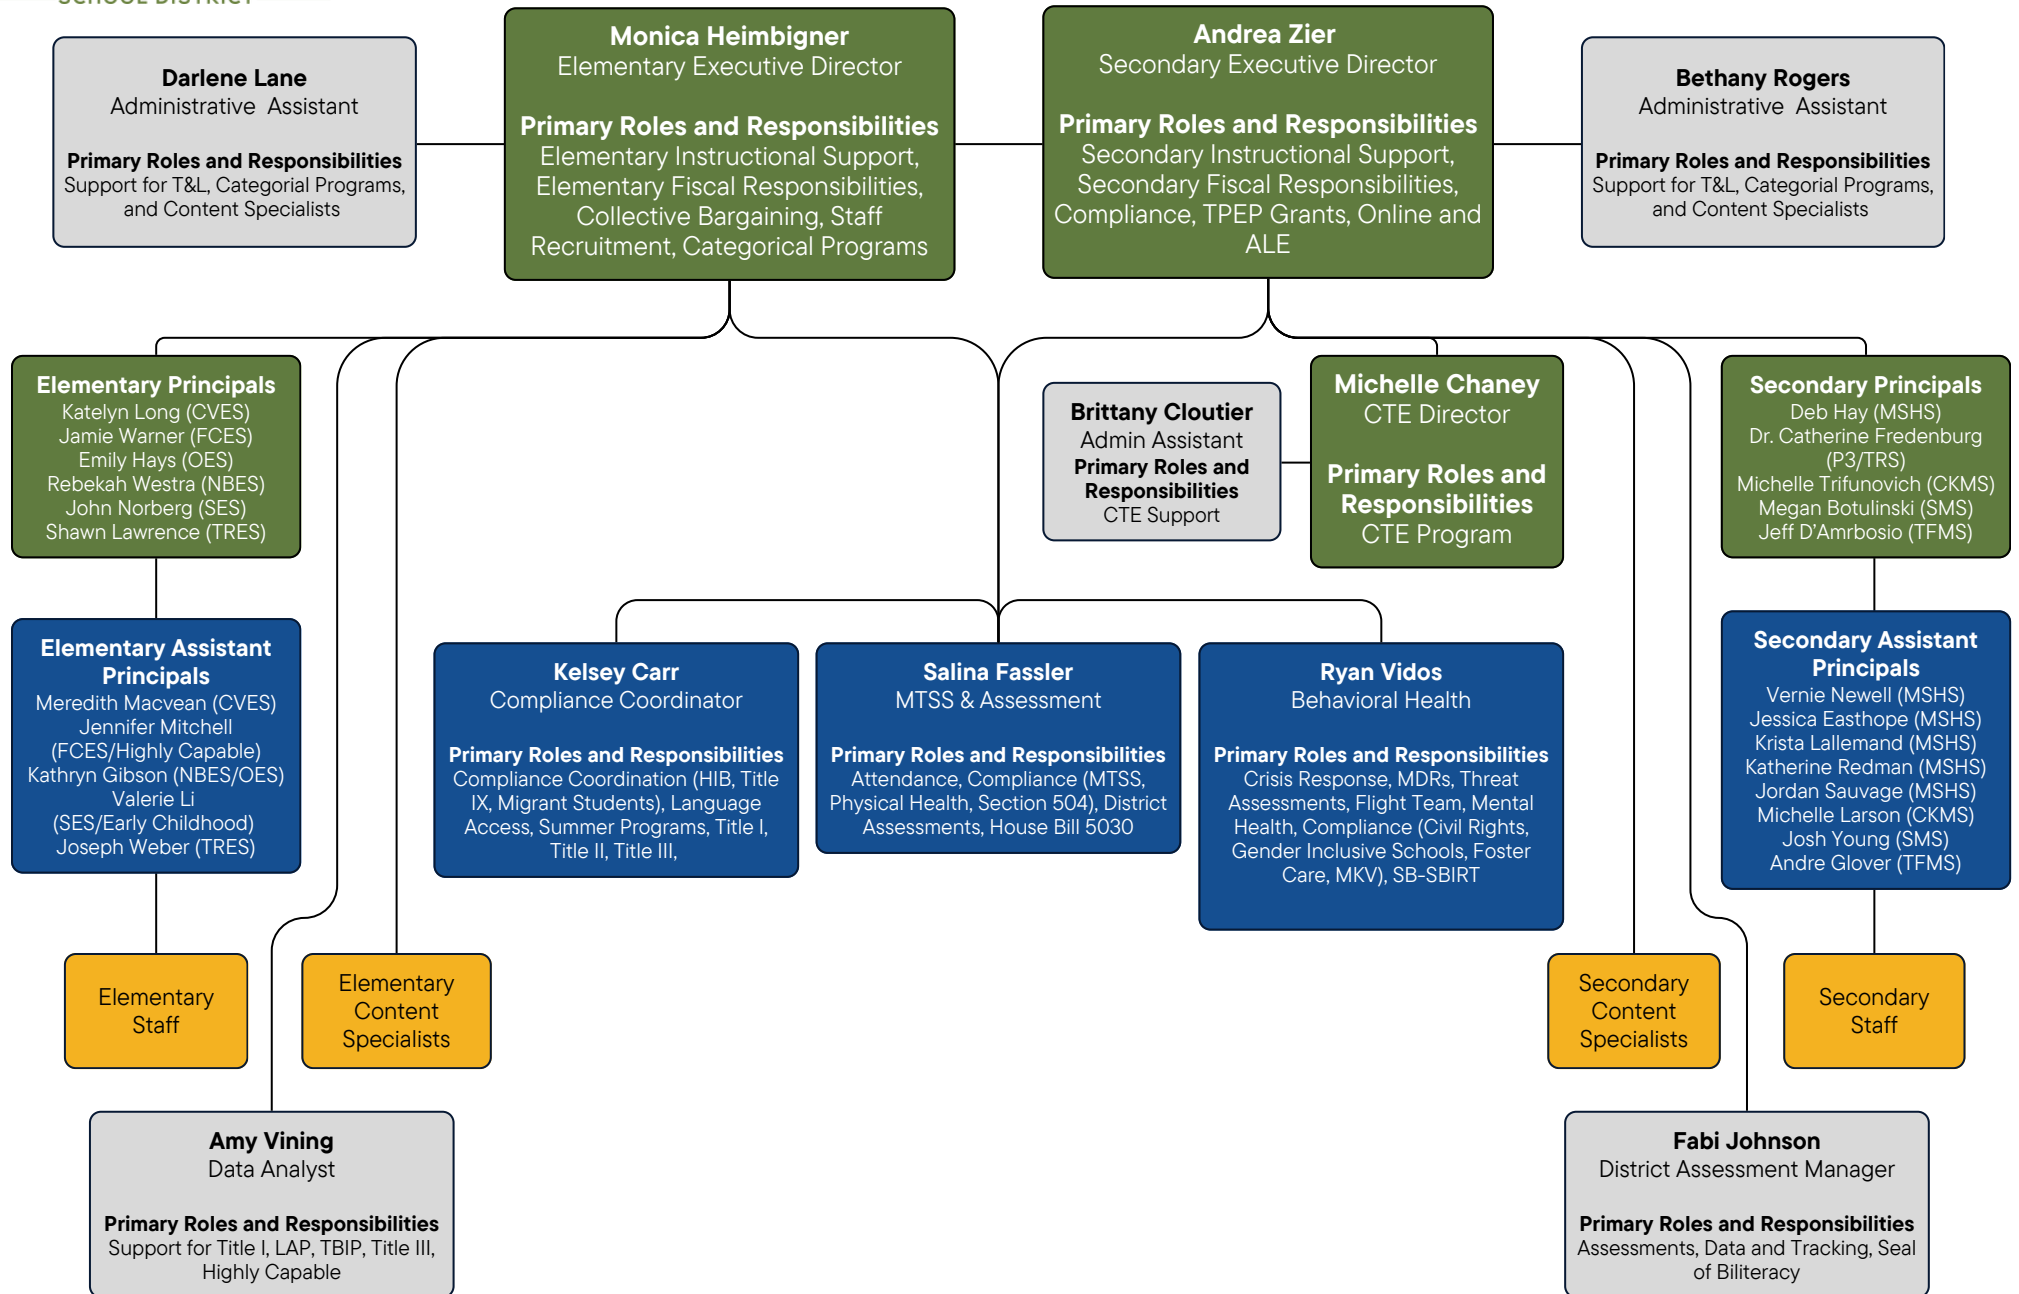 SCHOOL DISTRICT
Darlene Lane
Administrative Assistant
Primary Roles and Responsibilities
Support for T&L, Categorial Programs,
and Content Specialists
Monica Heimbigner
Elementary Executive Director
Primary Roles and Responsibilities
Elementary Instructional Support,
Elementary Fiscal Responsibilities,
Collective Bargaining, Staff
Recruitment, Categorical Programs
Andrea Zier
Secondary Executive Director
Primary Roles and Responsibilities
Secondary Instructional Support,
Secondary Fiscal Responsibilities,
Compliance, TPEP Grants, Online and
ALE
Bethany Rogers
Administrative Assistant
Primary Roles and Responsibilities
Support for T&L, Categorial Programs,
and Content Specialists
Elementary Principals
Katelyn Long (CVES)
Jamie Warner (FCES)
Emily Hays (OES)
Rebekah Westra (NBES)
John Norberg (SES)
Shawn Lawrence (TRES)
Brittany Cloutier
Admin Assistant
Primary Roles and
Responsibilities
CTE Support
Michelle Chaney
CTE Director
Primary Roles and
Responsibilities
CTE Program
Secondary Principals
Deb Hay (MSHS)
Dr. Catherine Fredenburg
(P3/TRS)
Michelle Trifunovich (CKMS)
Megan Botulinski (SMS)
Jeff D'Amrbosio (TFMS)
Elementary Assistant
Principals
Meredith Macvean (CVES)
Jennifer Mitchell
(FCES/Highly Capable)
Kathryn Gibson (NBES/OES)
Valerie Li
(SES/Early Childhood)
Joseph Weber (TRES)
Kelsey Carr
Compliance Coordinator
Primary Roles and Responsibilities
Compliance Coordination (HIB, Title
IX, Migrant Students), Language
Access, Summer Programs, Title I,
Title II, Title III,
Salina Fassler
MTSS & Assessment
Primary Roles and Responsibilities
Attendance, Compliance (MTSS,
Physical Health, Section 504), District
Assessments, House Bill 5030
Ryan Vidos
Behavioral Health
Primary Roles and Responsibilities
Crisis Response, MDRs, Threat
Assessments, Flight Team, Mental
Health, Compliance (Civil Rights,
Gender Inclusive Schools, Foster
Care, MKV), SB-SBIRT
Secondary Assistant
Principals
Vernie Newell (MSHS)
Jessica Easthope (MSHS)
Krista Lallemand (MSHS)
Katherine Redman (MSHS)
Jordan Sauvage (MSHS)
Michelle Larson (CKMS)
Josh Young (SMS)
Andre Glover (TFMS)
Elementary
Staff
Elementary
Content
Specialists
Secondary
Content
Specialists
Secondary
Staff
Amy Vining
Data Analyst
Primary Roles and Responsibilities
Support for Title I, LAP, TBIP, Title III,
Highly Capable
Fabi Johnson
District Assessment Manager
Primary Roles and Responsibilities
Assessments, Data and Tracking, Seal
of Biliteracy